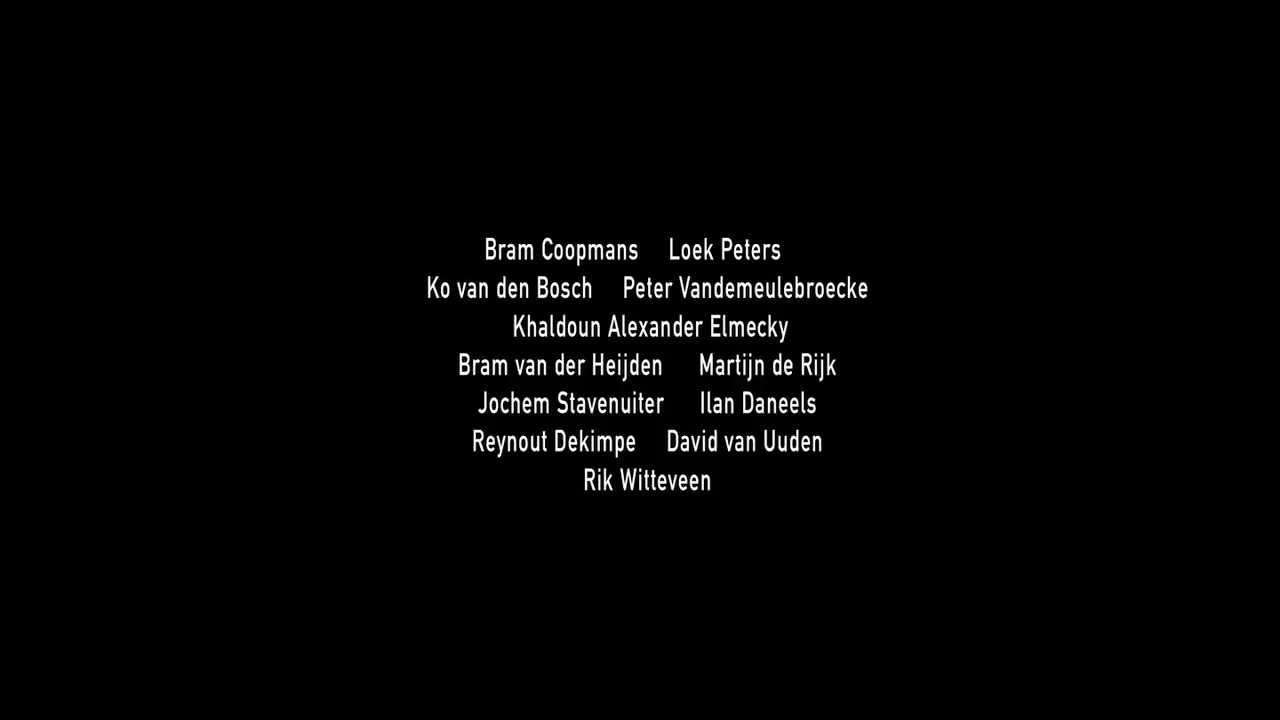 Bram Coopmans Loek Peters
Ko van den Bosch Peter Vandemeulebroecke
Khaldoun Alexander Elmecky
Bram van der Heijden Martijn de Rijk
Jochem Stavenuiter Ilan Daneels
Reynout Dekimpe David van Uuden
Rik Witteveen